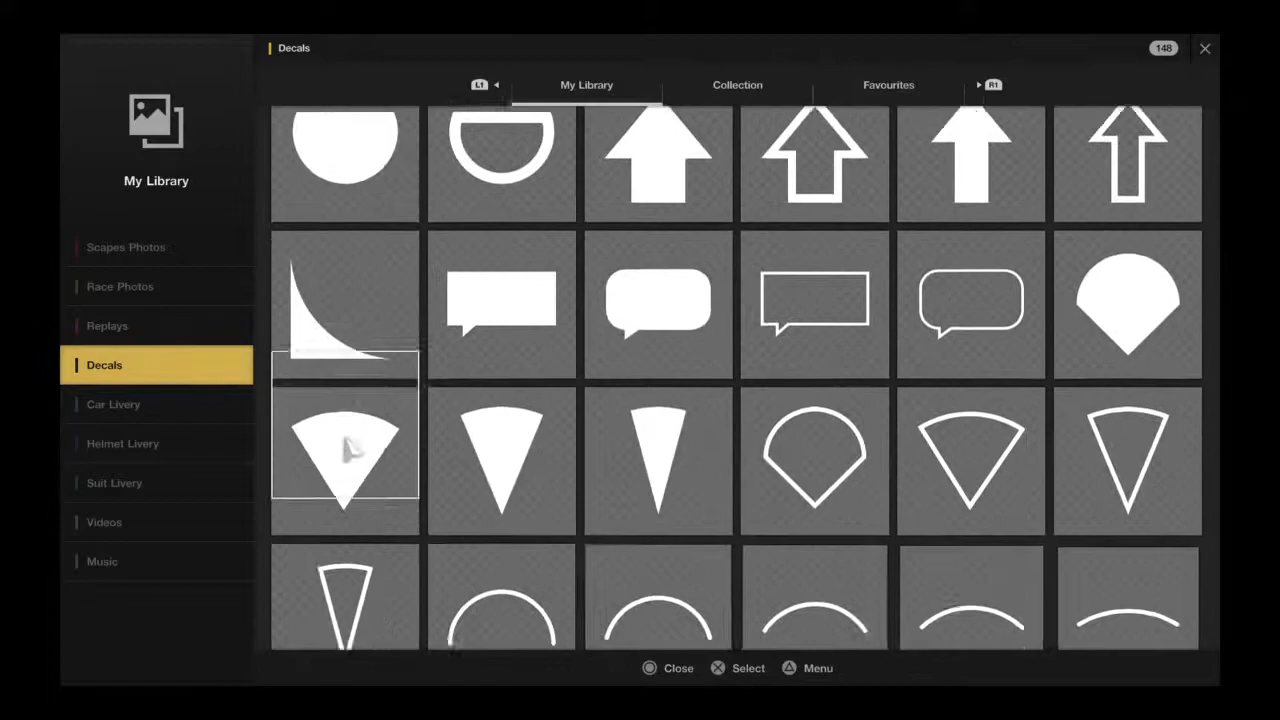 Decals
148
L1
My Library
Collection
Favourites
R1
My Library
Scapes Photos
Race Photos
Replays
Decals
Car Livery
Helmet Livery
Suit Livery
Videos
Music
Close
Select
Menu